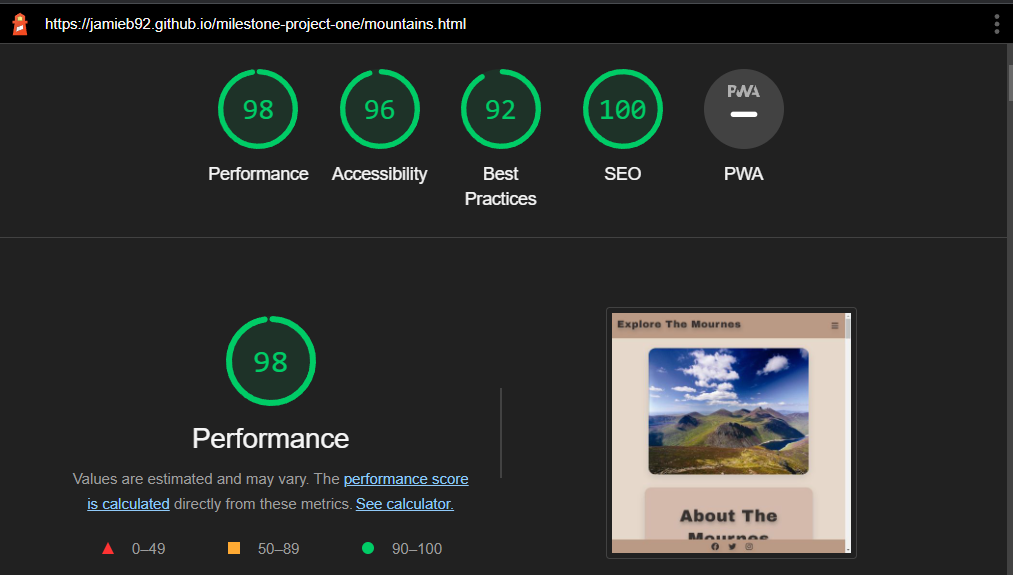 https://jamieb92.github.io/milestone-project-one/mountains.html
98
96
92
100
PWA
Performance
Accessibility
Best
Practices
SEO
PWA
98
Performance
Values are estimated and may vary. The performance score
is calculated directly from these metrics. See calculator.
0–49
50–89
90–100
Explore The Mournes
About The
Mournes